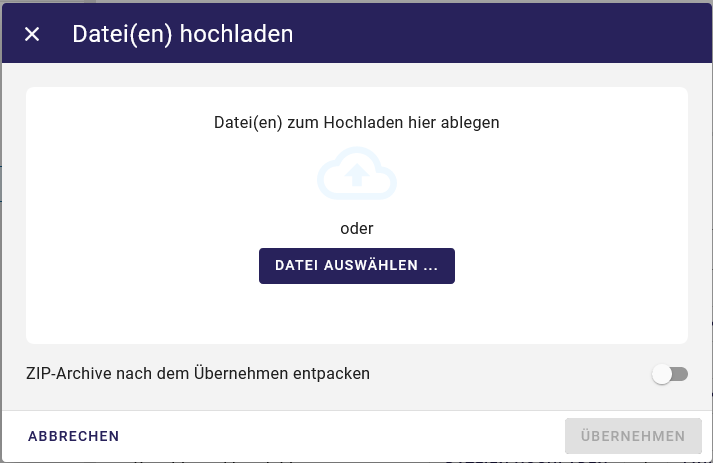 Datei(en) hochladen
Datei(en) zum Hochladen hier ablegen
oder
DATEI AUSWÄHLEN ...
ZIP-Archive nach dem Übernehmen entpacken
ABBRECHEN
ÜBERNEHMEN